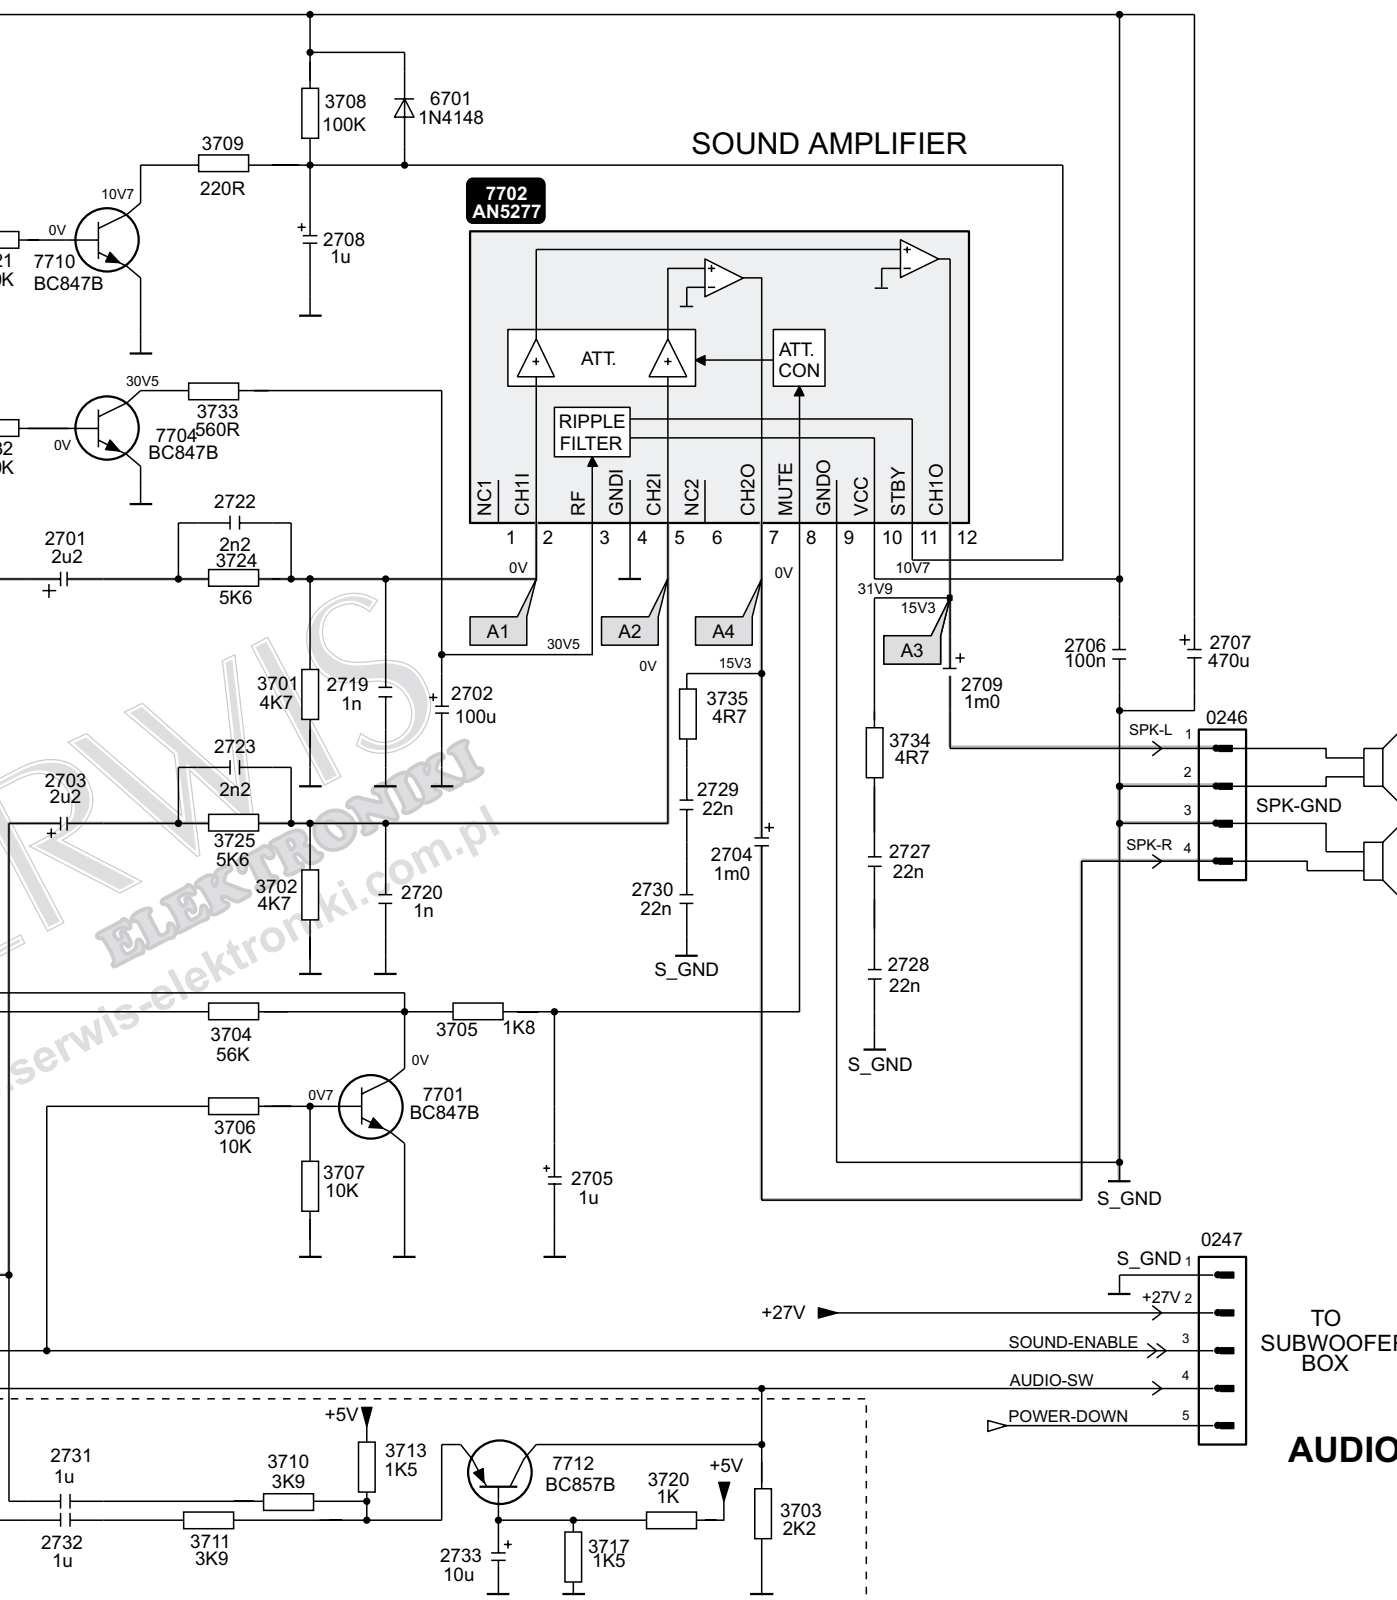 3708
100K
6701
1N4148
3709
220R
SOUND AMPLIFIER
7702
AN5277
10V7
0V
21
0K
7710
BC847B
+
2708
1u
+
-
+
-
+
ATT.
+
ATT.
CON
RIPPLE
FILTER
30V5
3733
560R
7704
BC847B
0V
32
0K
NC1
CH1I
RF
GNDI
CH2I
NC2
CH2O
MUTE
GNDO
VCC
STBY
CH1O
1 2 3 4 5 6 7 8 9 10 11 12
2722
2n2
2701
2u2
+
3724
5K6
0V
0V
10V7
31V9
15V3
A1
A2
A4
A3
30V5
0V
15V3
3701
4K7
2719
1n
+
2702
100u
3735
4R7
+
2709
1m0
2706
100n
+
2707
470u
0246
SPK-L 1
2
3
SPK-R 4
SPK-GND
3734
4R7
2723
2n2
2703
2u2
+
3725
5K6
2729
22n
+
2704
1m0
2727
22n
3702
4K7
2720
1n
2730
22n
S_GND
2728
22n
S_GND
ERWIS
ELEKTRONIKI
.serwis-elektroniki.com.pl
3704
56K
3705 1K8
0V
0V7
7701
BC847B
3706
10K
3707
10K
+
2705
1u
S_GND
0247
S_GND 1
+27V
+27V 2
SOUND-ENABLE 3
AUDIO-SW 4
POWER-DOWN 5
TO
SUBWOOFER
BOX
AUDIO
+5V
2731
1u
3710
3K9
3713
1K5
7712
BC857B
3720
1K
+5V
2732
1u
3711
3K9
+
2733
10u
3717
1K5
3703
2K2